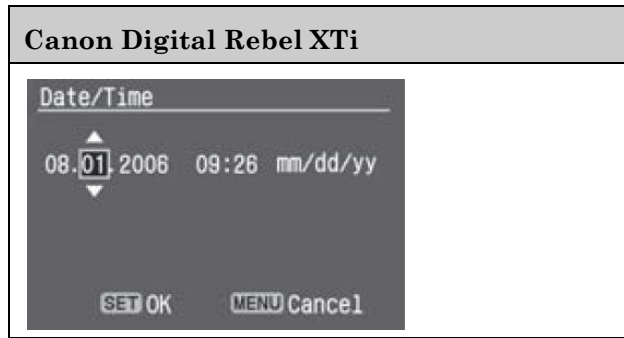 Canon Digital Rebel XTi
Date/Time
08.01.2006 09:26 mm/dd/yy
SET OK MENU Cancel